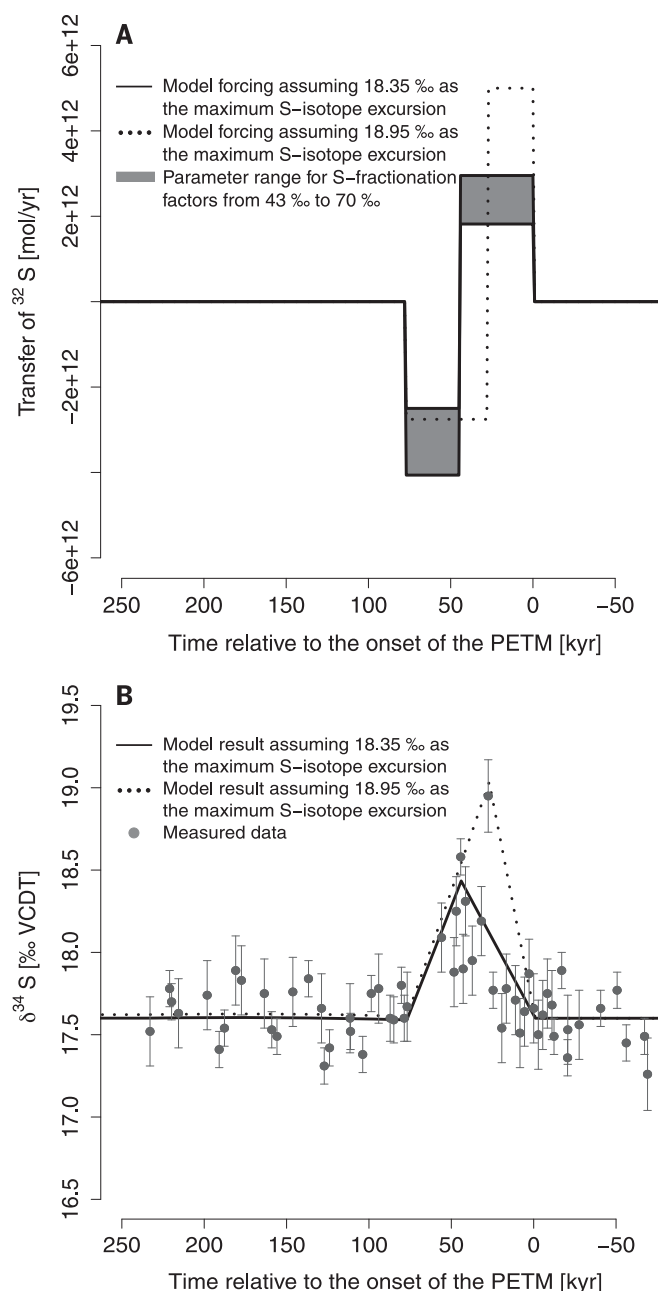 A
Model forcing assuming 18.35 ‰ as
the maximum S−isotope excursion
Model forcing assuming 18.95 ‰ as
the maximum S−isotope excursion
Parameter range for S−fractionation
factors from 43 ‰ to 70 ‰
Transfer of 32 S [mol/yr]
6e+12
4e+12
2e+12
−2e+12
−6e+12
250 200 150 100 50 0 −50
Time relative to the onset of the PETM [kyr]
B
Model result assuming 18.35 ‰ as
the maximum S−isotope excursion
Model result assuming 18.95 ‰ as
the maximum S−isotope excursion
Measured data
δ34 S [‰ VCDT]
19.5
19.0
18.5
18.0
17.5
17.0
16.5
250 200 150 100 50 0 −50
Time relative to the onset of the PETM [kyr]